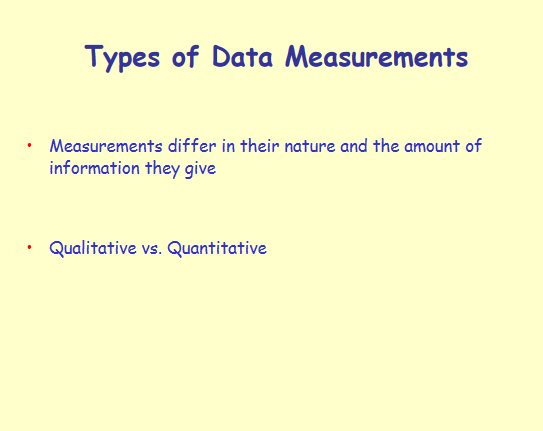 Types of Data Measurements
• Measurements differ in their nature and the amount of
information they give
• Qualitative vs. Quantitative